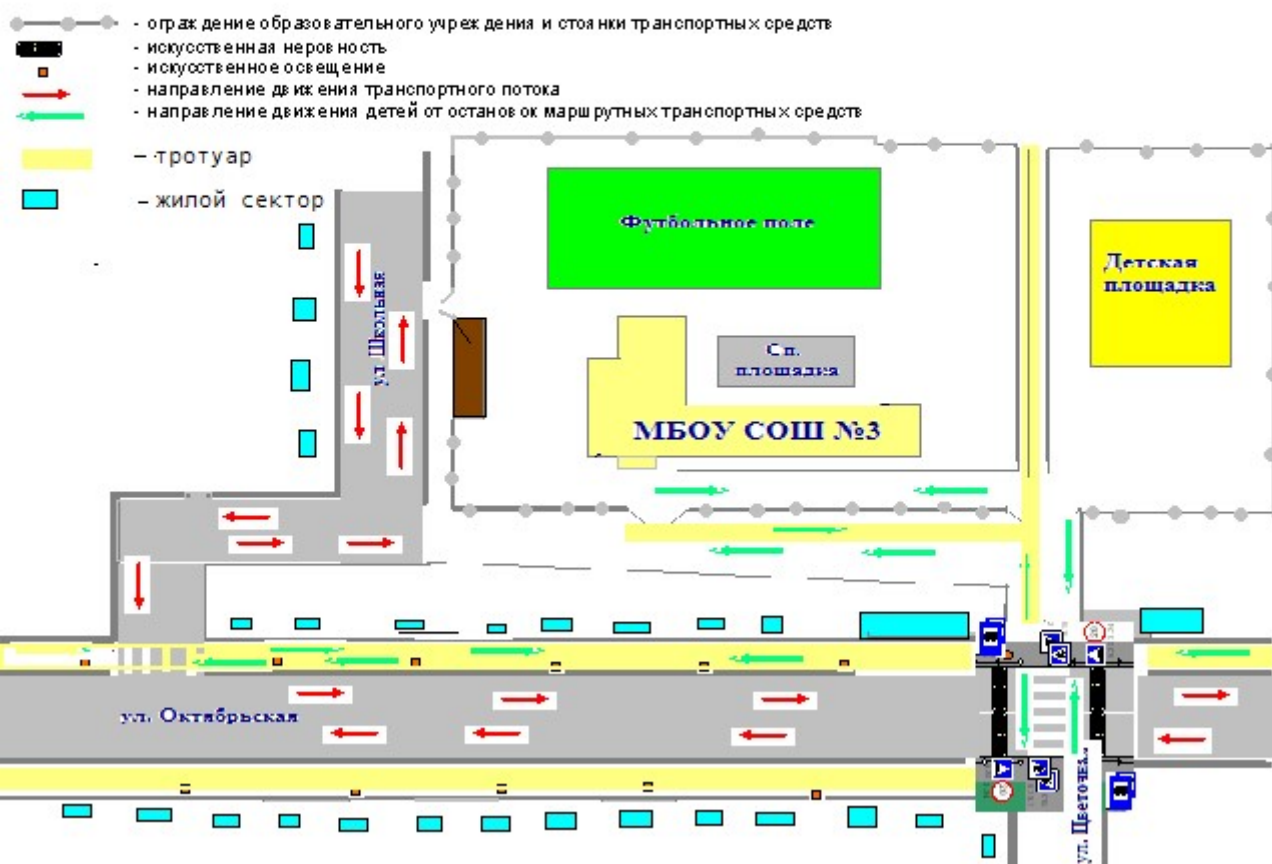 - ограждение образовательного учреждения и стоянки транспортных средств
- искусственная неровность
- искусственное освещение
- направление движения транспортного потока
- направление движения детей от остановок маршрутных транспортных средств
– тротуар
– жилой сектор
Футбольное поле
Детская
площадка
ул. Школьная
Сп.
площадка
МБОУ СОШ №3
ул. Октябрьская